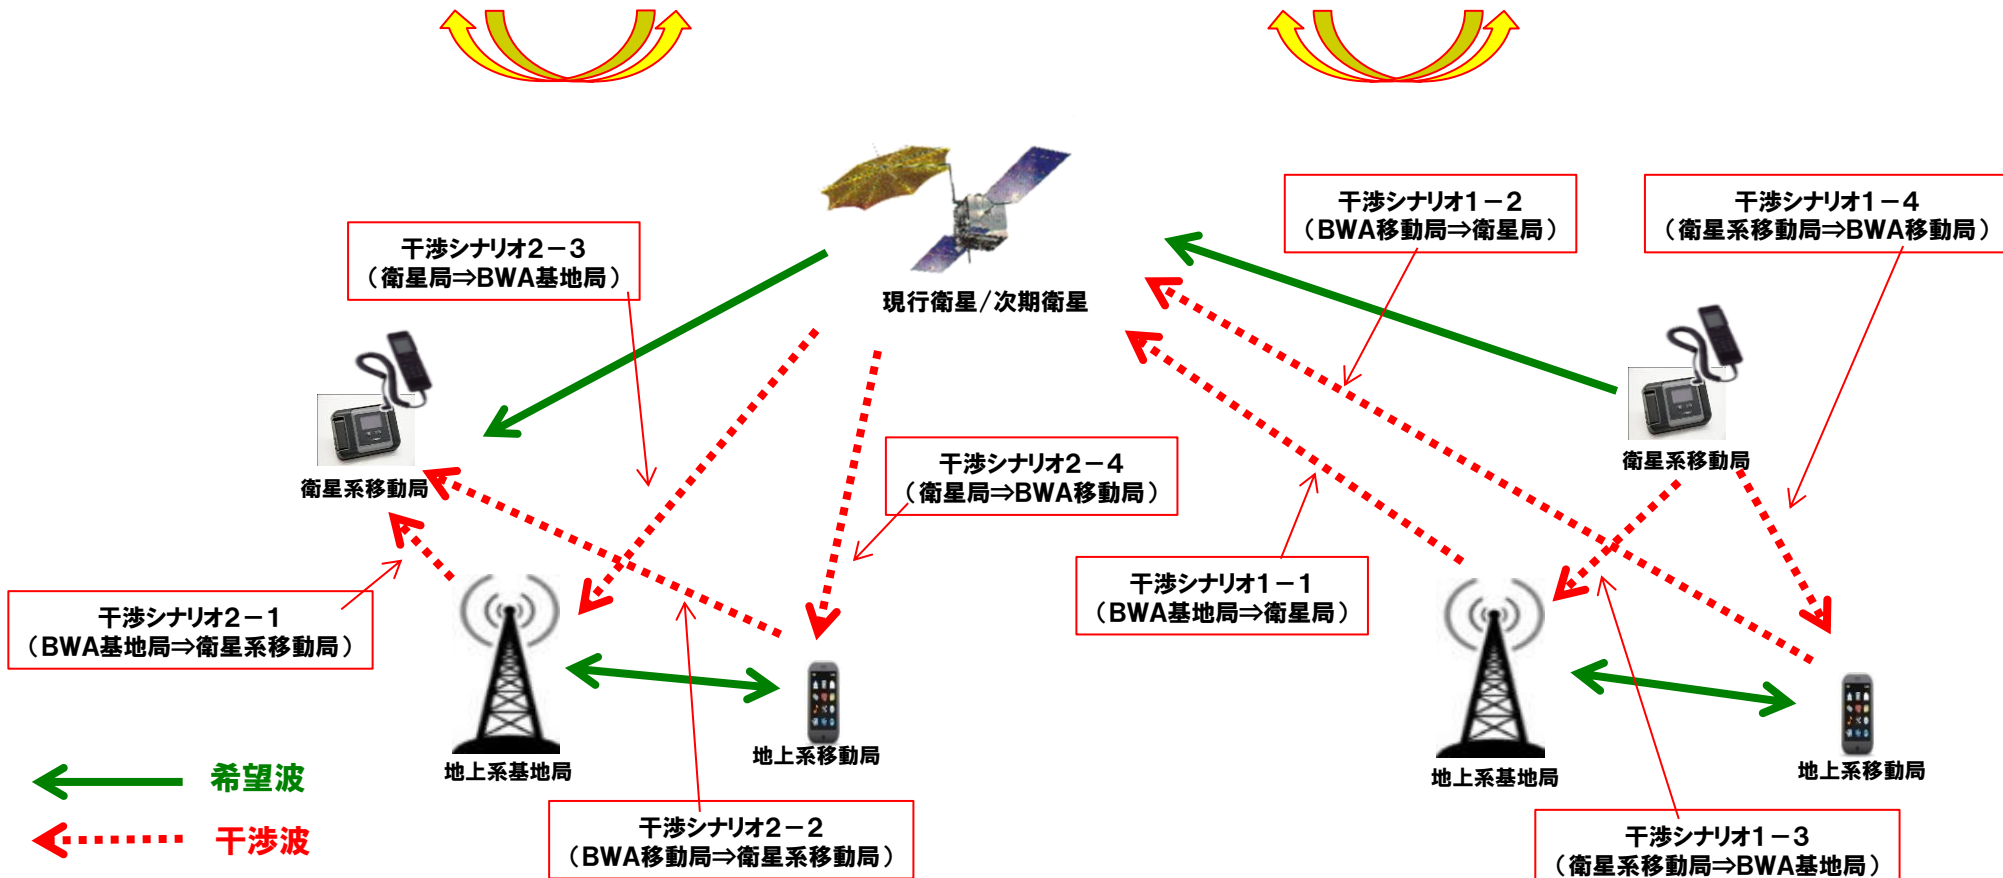 干渉シナリオ1－2
（BWA移動局⇒衛星局）
干渉シナリオ1－4
（衛星系移動局⇒BWA移動局）
干渉シナリオ2－3
（衛星局⇒BWA基地局）
現行衛星/次期衛星
衛星系移動局
干渉シナリオ2－4
（衛星局⇒BWA移動局）
衛星系移動局
干渉シナリオ1－1
（BWA基地局⇒衛星局）
干渉シナリオ2－1
（BWA基地局⇒衛星系移動局）
地上系基地局
地上系移動局
地上系基地局
地上系移動局
希望波
干渉波
干渉シナリオ2－2
（BWA移動局⇒衛星系移動局）
干渉シナリオ1－3
（衛星系移動局⇒BWA基地局）